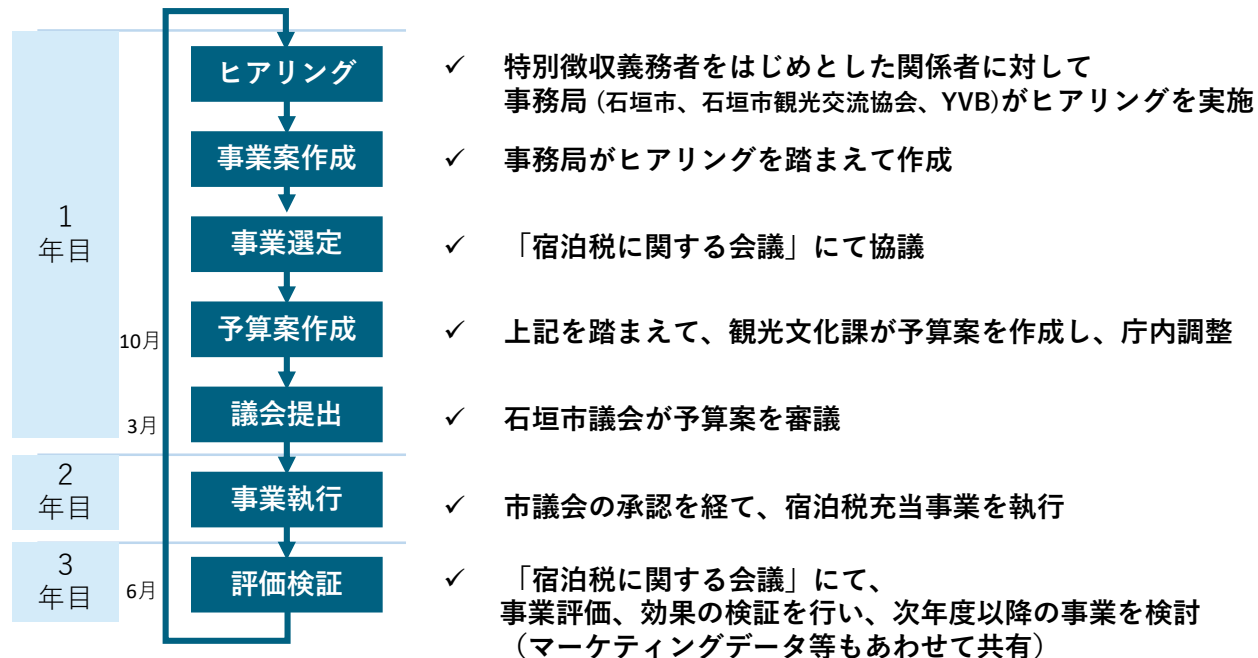 1
年目
ヒアリング
✓ 特別徴収義務者をはじめとした関係者に対して
事務局 (石垣市、石垣市観光交流協会、YVB)がヒアリングを実施
事業案作成
✓ 事務局がヒアリングを踏まえて作成
事業選定
✓ 「宿泊税に関する会議」にて協議
10月
予算案作成
✓ 上記を踏まえて、観光文化課が予算案を作成し、庁内調整
3月
議会提出
✓ 石垣市議会が予算案を審議
2
年目
事業執行
✓ 市議会の承認を経て、宿泊税充当事業を執行
3
年目
6月
評価検証
✓ 「宿泊税に関する会議」にて、
事業評価、効果の検証を行い、次年度以降の事業を検討
（マーケティングデータ等もあわせて共有）